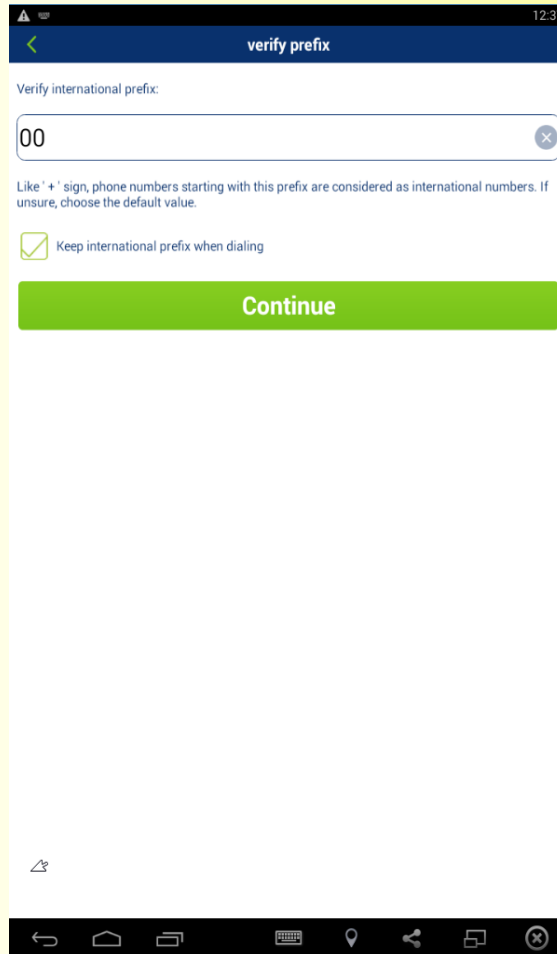 12:3
verify prefix
Verify international prefix:
00
Like ' + ' sign, phone numbers starting with this prefix are considered as international numbers. If
unsure, choose the default value.
Keep international prefix when dialing
Continue